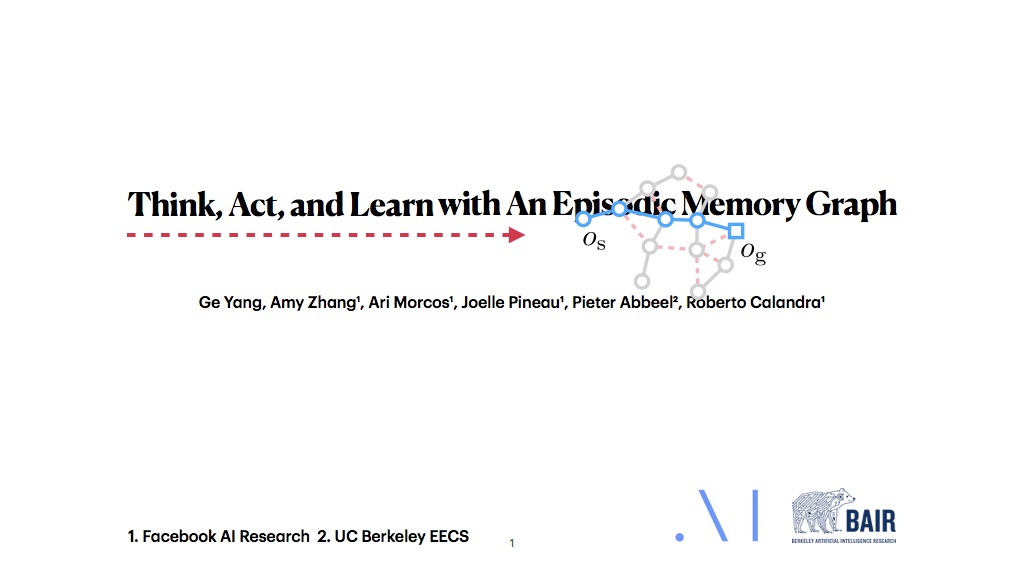 Think, Act, and Learn with An Episodic Memory Graph
oₛ
o_g
Ge Yang, Amy Zhang¹, Ari Morcos¹, Joelle Pineau¹, Pieter Abbeel², Roberto Calandra¹
1. Facebook AI Research 2. UC Berkeley EECS
1
.\I
BAIR
BERKELEY ARTIFICIAL INTELLIGENCE RESEARCH